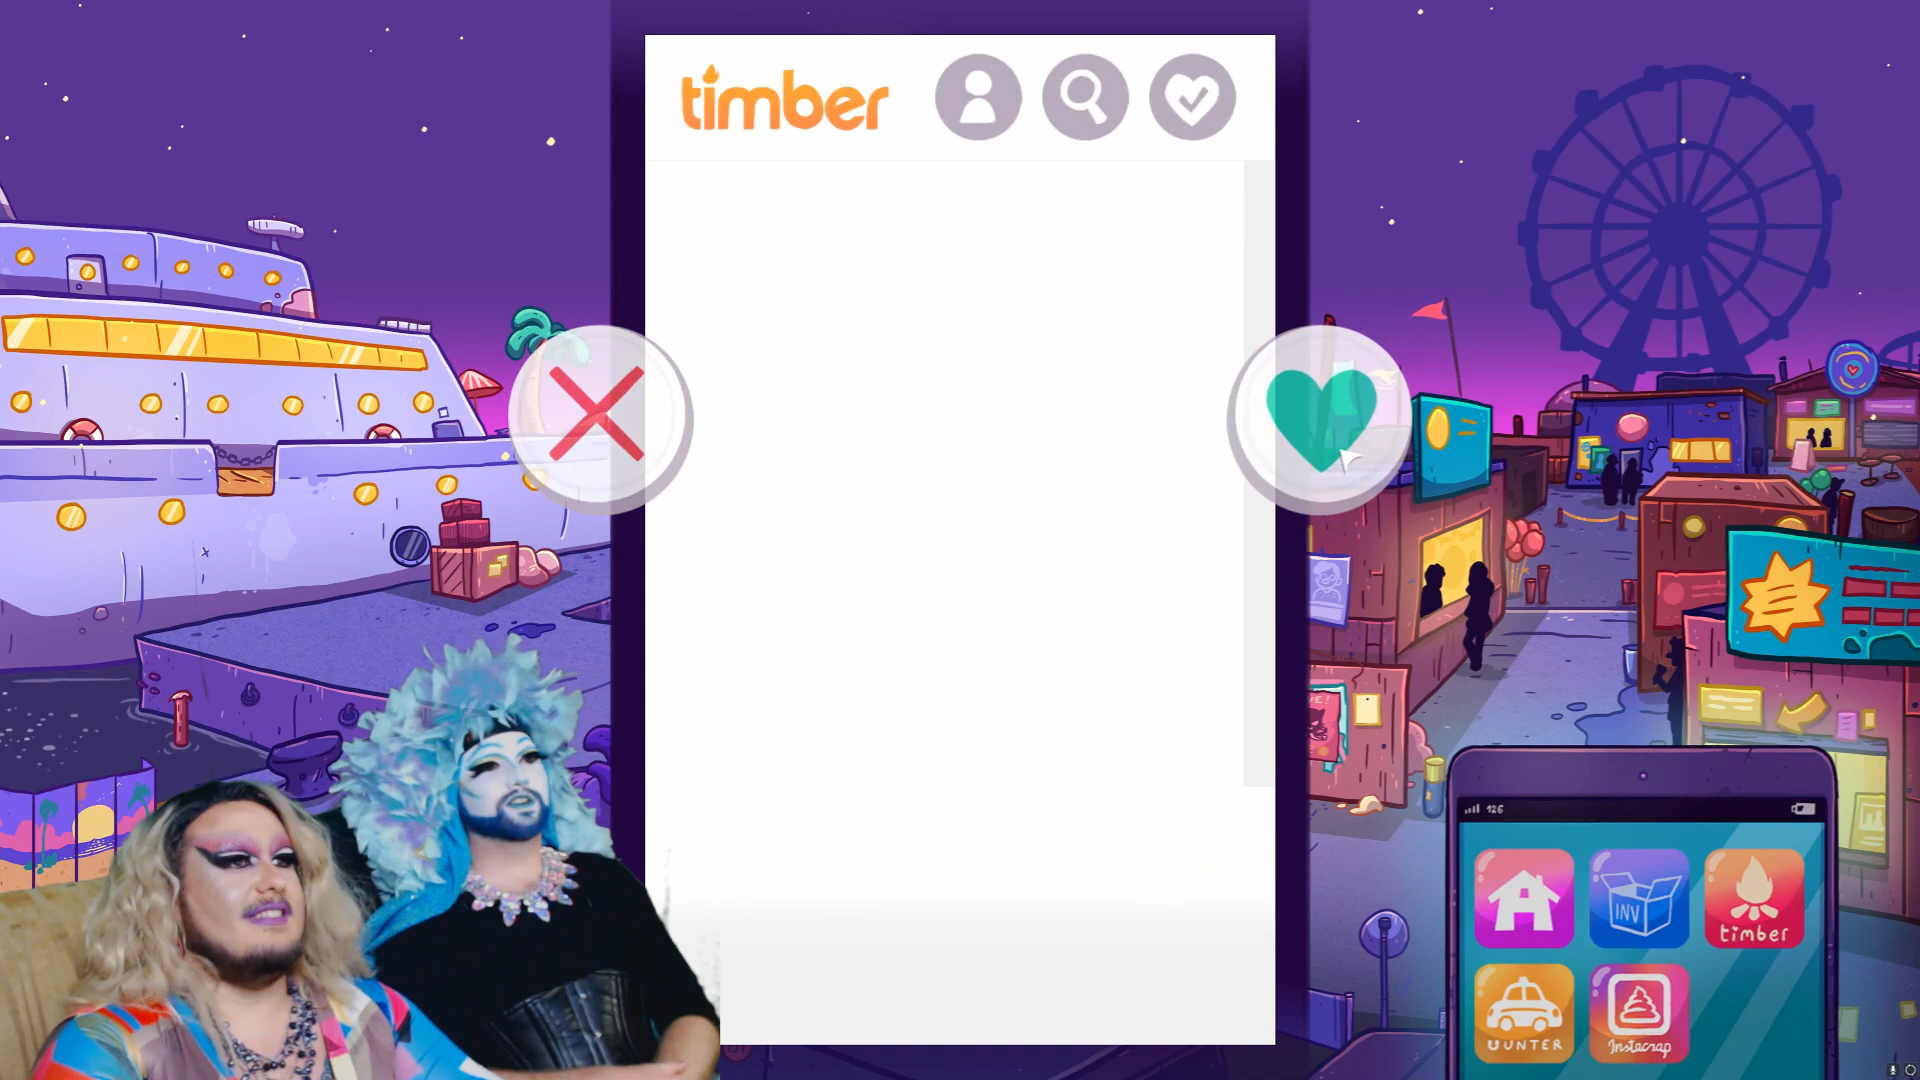 timber
126
INV
timber
UUNTER
Instacrap